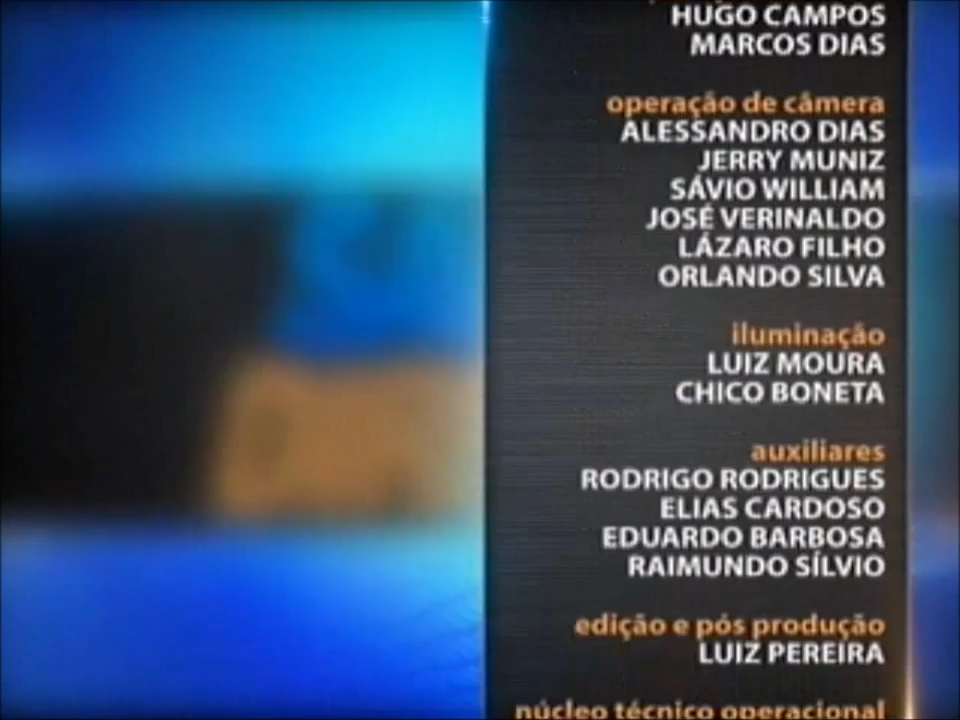 HUGO CAMPOS
MARCOS DIAS
operação de câmera
ALESSANDRO DIAS
JERRY MUNIZ
SÁVIO WILLIAM
JOSÉ VERINALDO
LÁZARO FILHO
ORLANDO SILVA
iluminação
LUIZ MOURA
CHICO BONETA
auxiliares
RODRIGO RODRIGUES
ELIAS CARDOSO
EDUARDO BARBOSA
RAIMUNDO SÍLVIO
edição e pós produção
LUIZ PEREIRA
núcleo técnico operacional